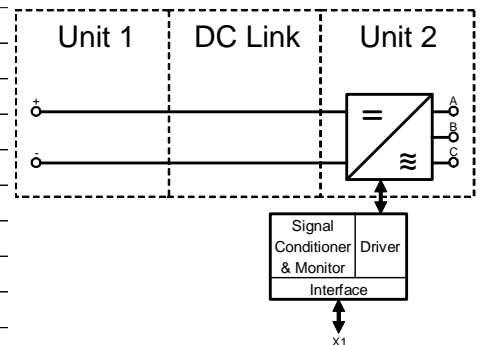 Unit 1
DC Link
Unit 2
+
-
=
≋
A
B
C
Signal
Conditioner
& Monitor
Driver
Interface
X1